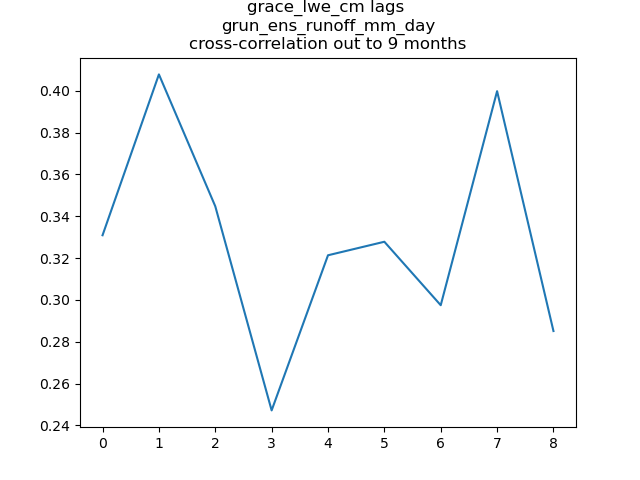 grace_lwe_cm lags
grun_ens_runoff_mm_day
cross-correlation out to 9 months
0.40
0.38
0.36
0.34
0.32
0.30
0.28
0.26
0.24
0 1 2 3 4 5 6 7 8